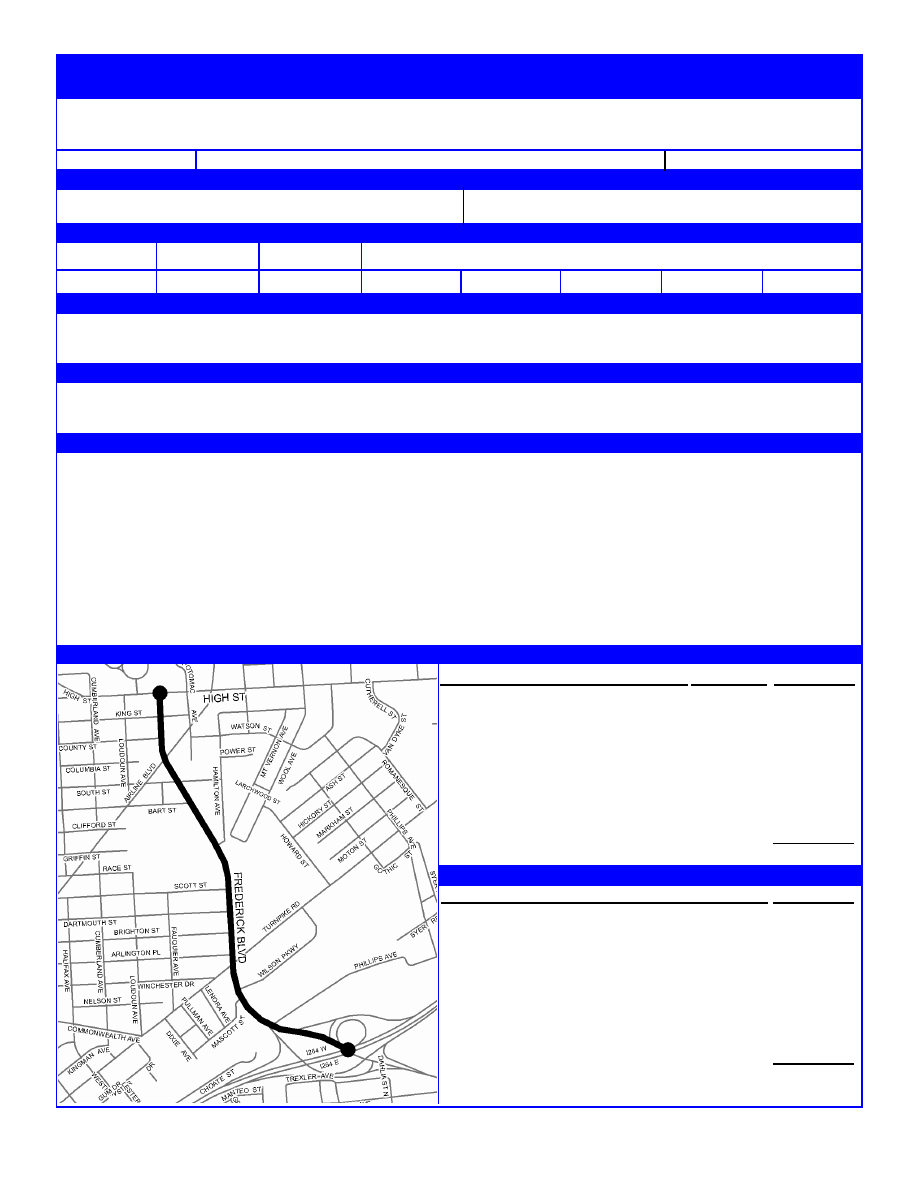 HIGH ST
HIGH ST
CUMBERLAND AVE
OTOMAC AVE
KING ST
CUTHERELL ST
VAN DYKE ST
WATSON ST
COUNTY ST
LOUDOUN AVE
POWER ST
MT VERNON AVE
WOOL AVE
COLUMBIA ST
AIRLINE BLVD
HAMILTON AVE
LARCHWOOD ST
ASH ST
ROMANESQUE ST
SOUTH ST
BART ST
HICKORY ST
MARKHAM ST
PHILLIPS AVE
CLIFFORD ST
HOWARD ST
MOTON ST
GOTHIC ST
GRIFFIN ST
RACE ST
SCOTT ST
FREDERICK BLVD
TURNPIKE RD
DARTMOUTH ST
BRIGHTON ST
SYERT RD
HALIFAX AVE
CUMBERLAND AVE
ARLINGTON PL
FAUQUIER AVE
WILSON PKWY
PHILLIPS AVE
LOUDOUN AVE
WINCHESTER DR
NELSON ST
PULLMAN AVE
LENORA AVE
COMMONWEALTH AVE
DIXIE AVE
MASCOTT ST
KINGMAN AVE
I264 W
I264 E
CHOATE ST
TREXLER AVE
DAHLIA ST N
MANTEO ST